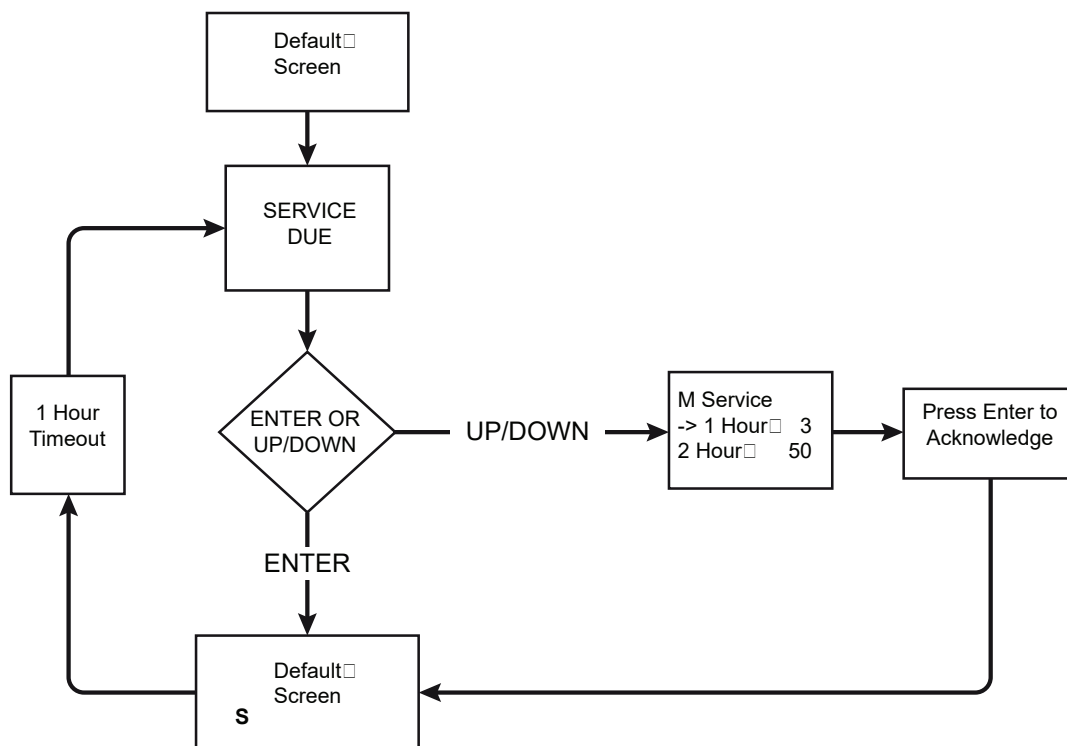 Default□
Screen
SERVICE
DUE
ENTER OR
UP/DOWN
UP/DOWN
M Service
-> 1 Hour□ 3
2 Hour□ 50
Press Enter to
Acknowledge
1 Hour
Timeout
ENTER
Default□
Screen
S